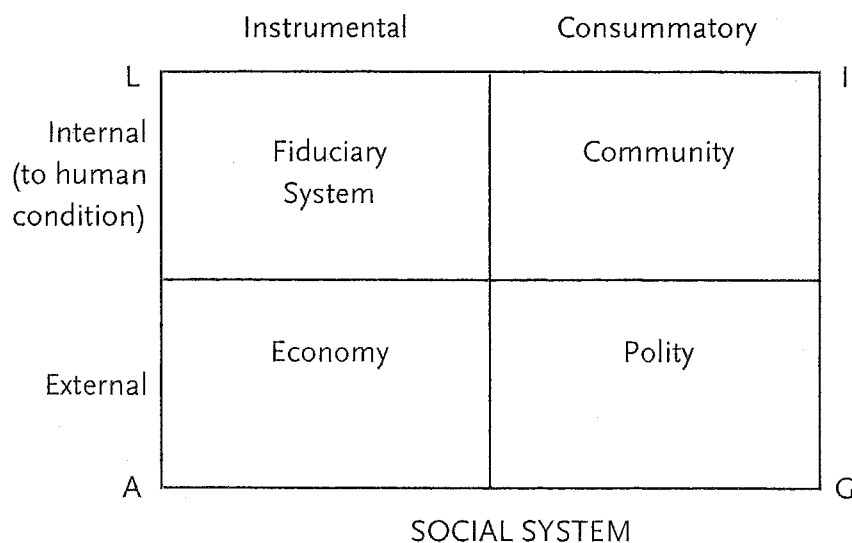 Instrumental Consummatory
L I
Internal
(to human
condition)
Fiduciary
System
Community
External
Economy
Polity
A G
SOCIAL SYSTEM